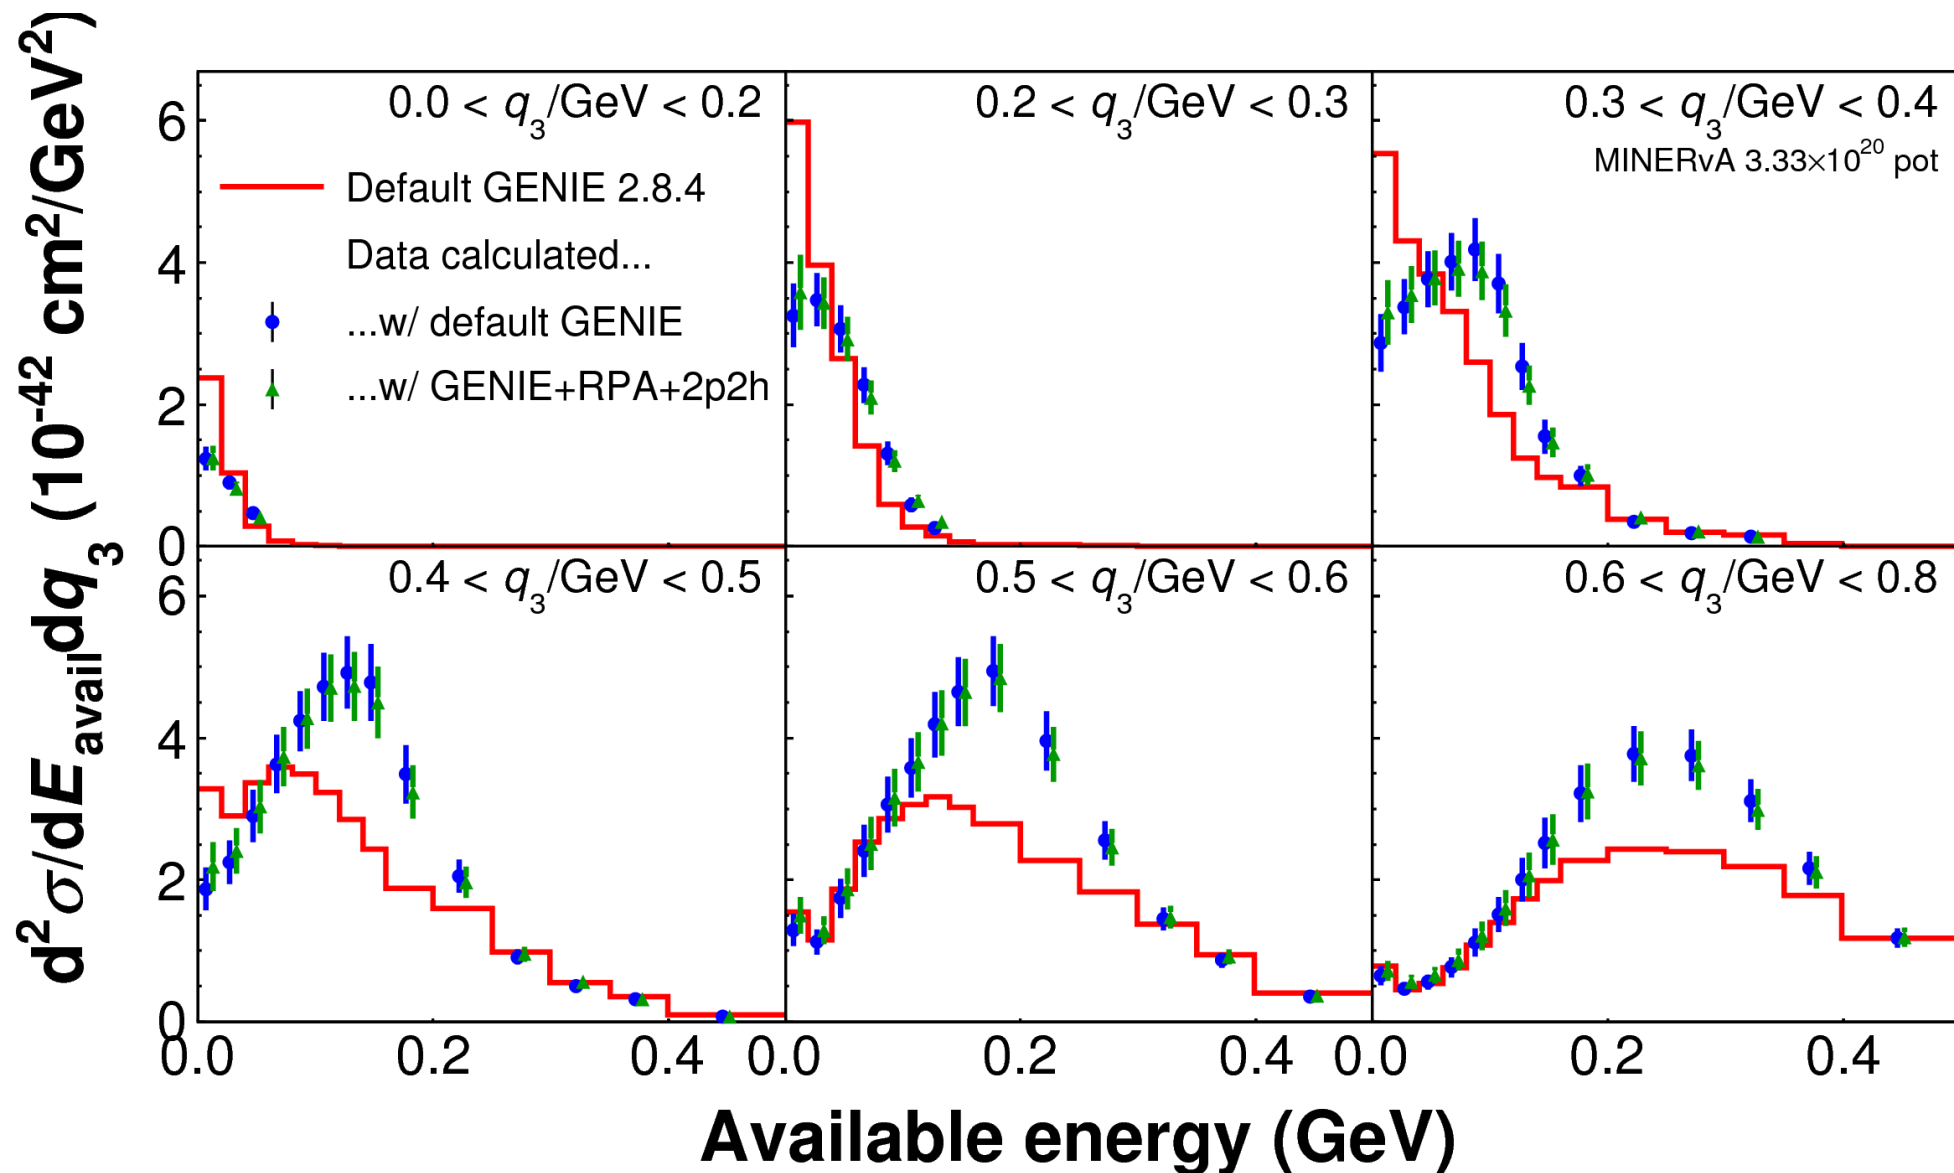 d²σ/dE_avail dq₃ (10⁻⁴² cm²/GeV²)
0.0 < q₃/GeV < 0.2
0.2 < q₃/GeV < 0.3
0.3 < q₃/GeV < 0.4
MINERvA 3.33×10²⁰ pot
Default GENIE 2.8.4
Data calculated...
...w/ default GENIE
...w/ GENIE+RPA+2p2h
6
4
2
0
0.4 < q₃/GeV < 0.5
0.5 < q₃/GeV < 0.6
0.6 < q₃/GeV < 0.8
6
4
2
0
0.0 0.2 0.4 0.0 0.2 0.4 0.0 0.2 0.4
Available energy (GeV)